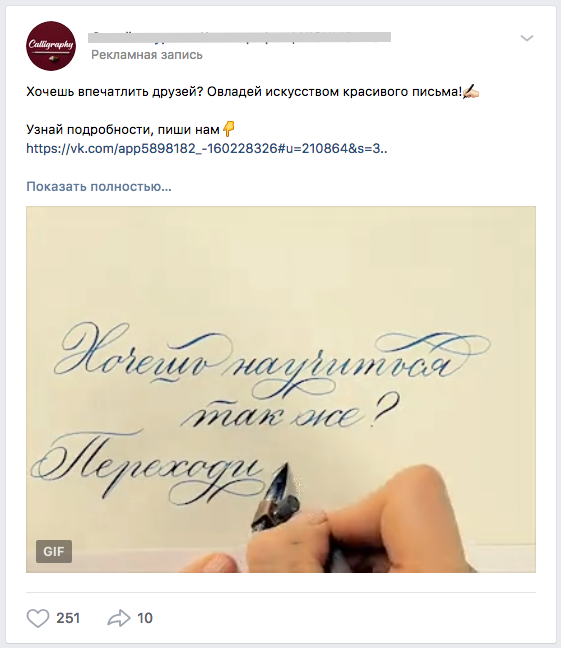 Calligraphy
Рекламная запись
Хочешь впечатлить друзей? Овладей искусством красивого письма!
Узнай подробности, пиши нам
https://vk.com/app5898182_-160228326#u=210864&s=3..
Показать полностью...
Хочешь научиться
так же?
Переходи
GIF
251 10